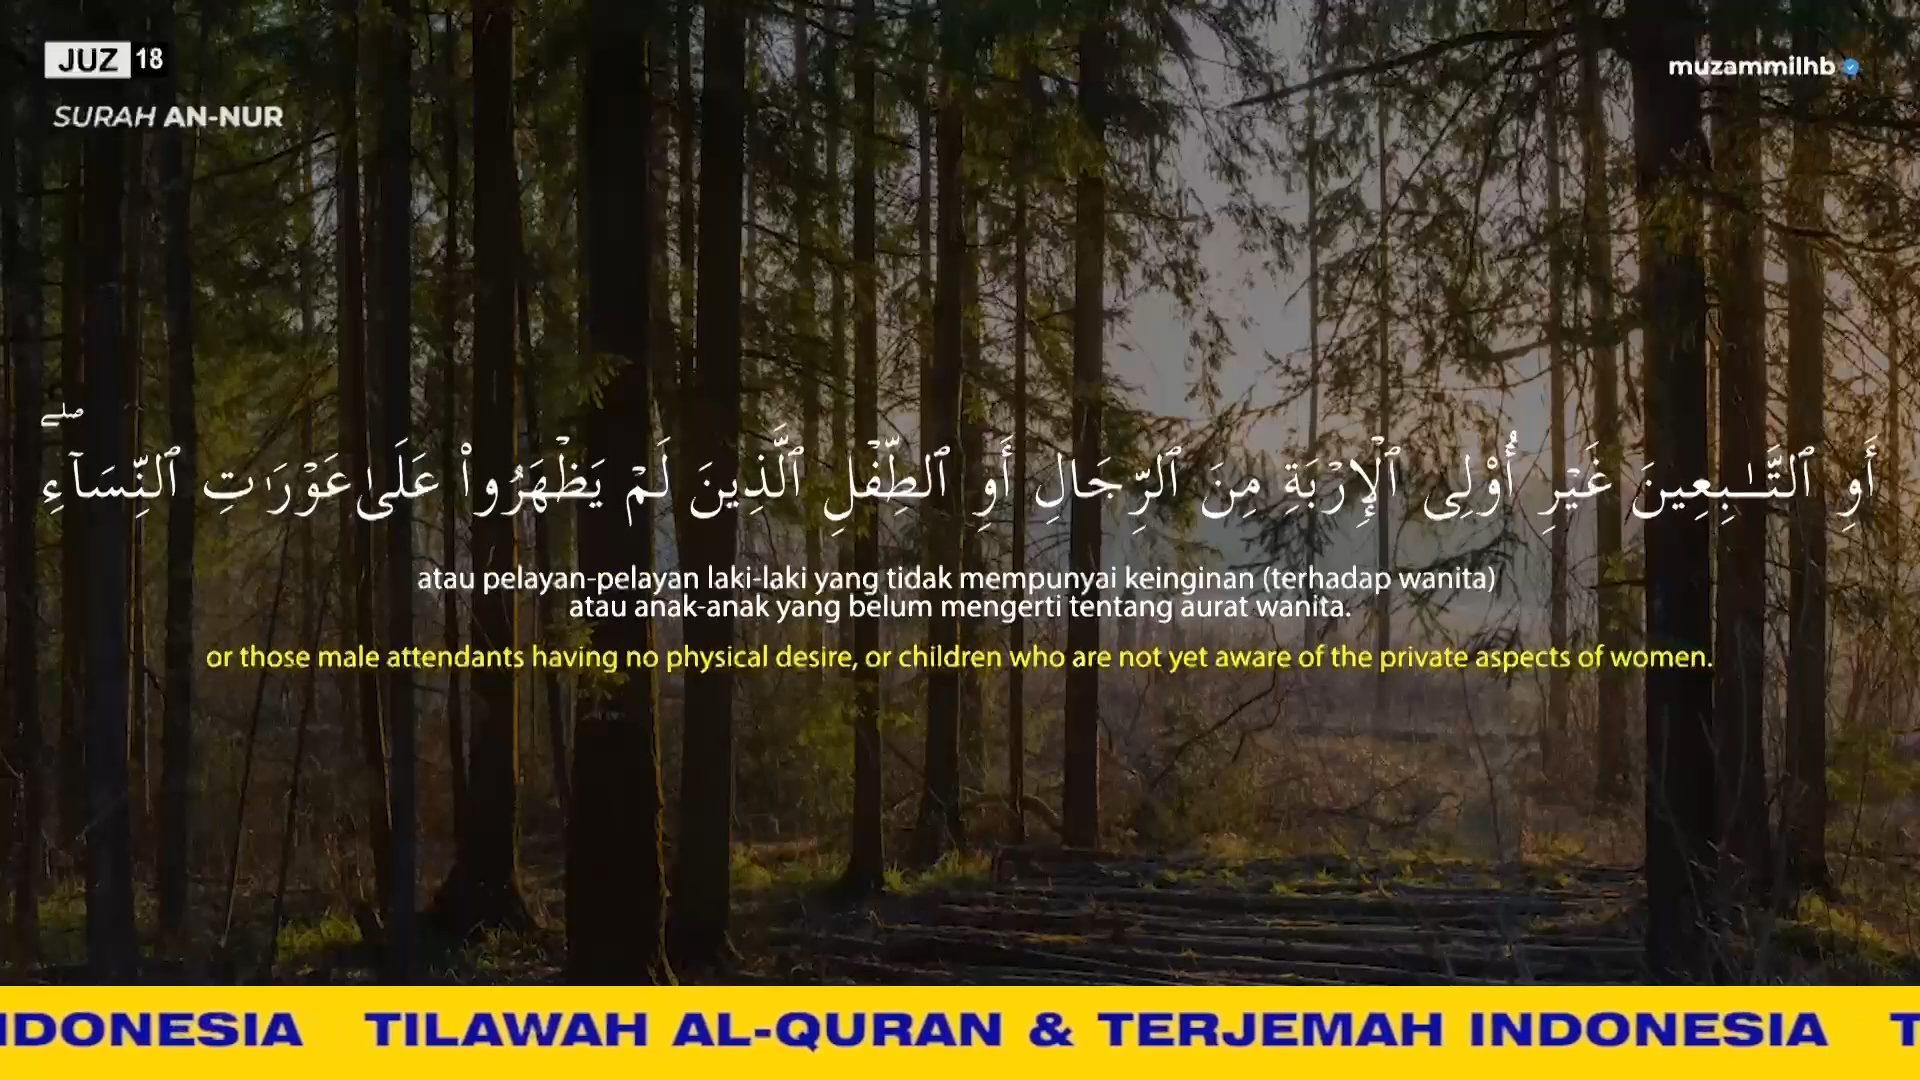 JUZ 18
muzammilhb
SURAH AN-NUR
أَوِ ٱلتَّـٰبِعِينَ غَيْرِ أُو۟لِى ٱلْإِرْبَةِ مِنَ ٱلرِّجَالِ أَوِ ٱلطِّفْلِ ٱلَّذِينَ لَمْ يَظْهَرُوا۟ عَلَىٰ عَوْرَٰتِ ٱلنِّسَآءِ ۖ
atau pelayan-pelayan laki-laki yang tidak mempunyai keinginan (terhadap wanita)
atau anak-anak yang belum mengerti tentang aurat wanita.
or those male attendants having no physical desire, or children who are not yet aware of the private aspects of women.
NDONESIA TILAWAH AL-QURAN & TERJEMAH INDONESIA T